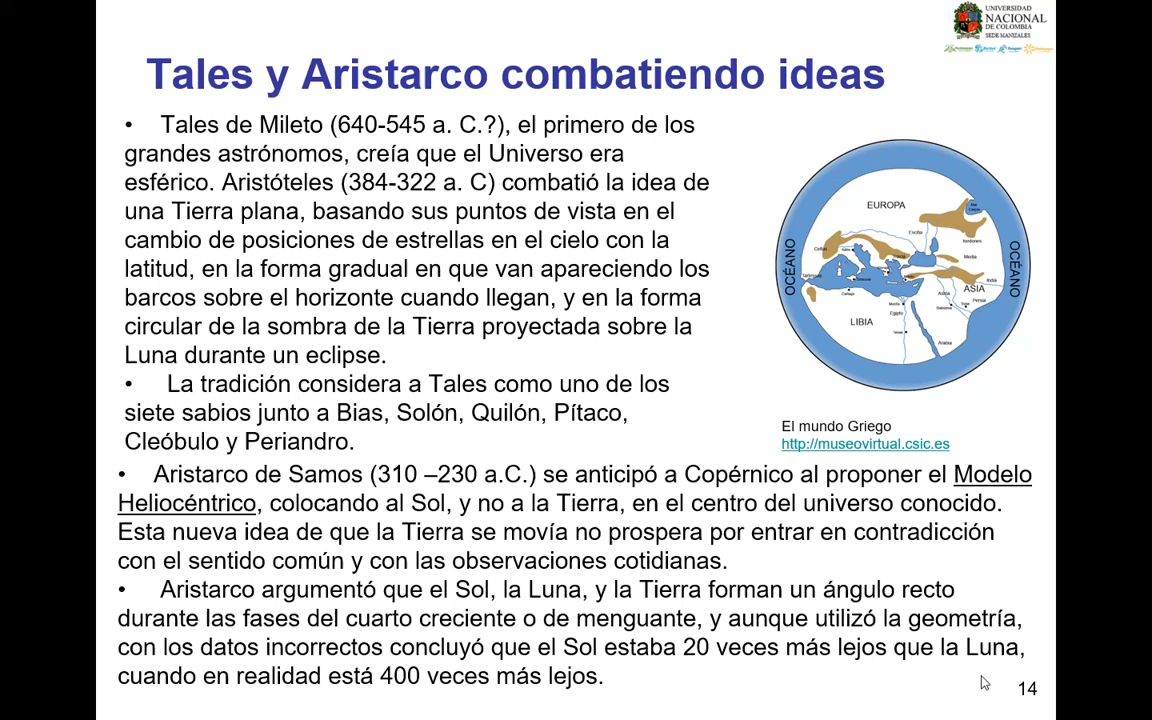 UNIVERSIDAD
NACIONAL
DE COLOMBIA
SEDE MANIZALES
Tales y Aristarco combatiendo ideas
• Tales de Mileto (640-545 a. C.?), el primero de los
grandes astrónomos, creía que el Universo era
esférico. Aristóteles (384-322 a. C) combatió la idea de
una Tierra plana, basando sus puntos de vista en el
cambio de posiciones de estrellas en el cielo con la
latitud, en la forma gradual en que van apareciendo los
barcos sobre el horizonte cuando llegan, y en la forma
circular de la sombra de la Tierra proyectada sobre la
Luna durante un eclipse.
• La tradición considera a Tales como uno de los
siete sabios junto a Bias, Solón, Quilón, Pítaco,
Cleóbulo y Periandro.
EUROPA
OCÉANO
OCÉANO
ASIA
LIBIA
Escitia
Celtas
Media
India
Persia
Egipto
Arabia
El mundo Griego
http://museovirtual.csic.es
• Aristarco de Samos (310 –230 a.C.) se anticipó a Copérnico al proponer el Modelo
Heliocéntrico, colocando al Sol, y no a la Tierra, en el centro del universo conocido.
Esta nueva idea de que la Tierra se movía no prospera por entrar en contradicción
con el sentido común y con las observaciones cotidianas.
• Aristarco argumentó que el Sol, la Luna, y la Tierra forman un ángulo recto
durante las fases del cuarto creciente o de menguante, y aunque utilizó la geometría,
con los datos incorrectos concluyó que el Sol estaba 20 veces más lejos que la Luna,
cuando en realidad está 400 veces más lejos.
14